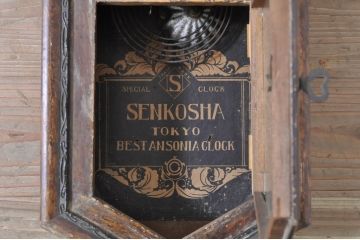 S
SPECIAL CLOCK
SENKOSHA
TOKYO
BEST ANSONIA CLOCK